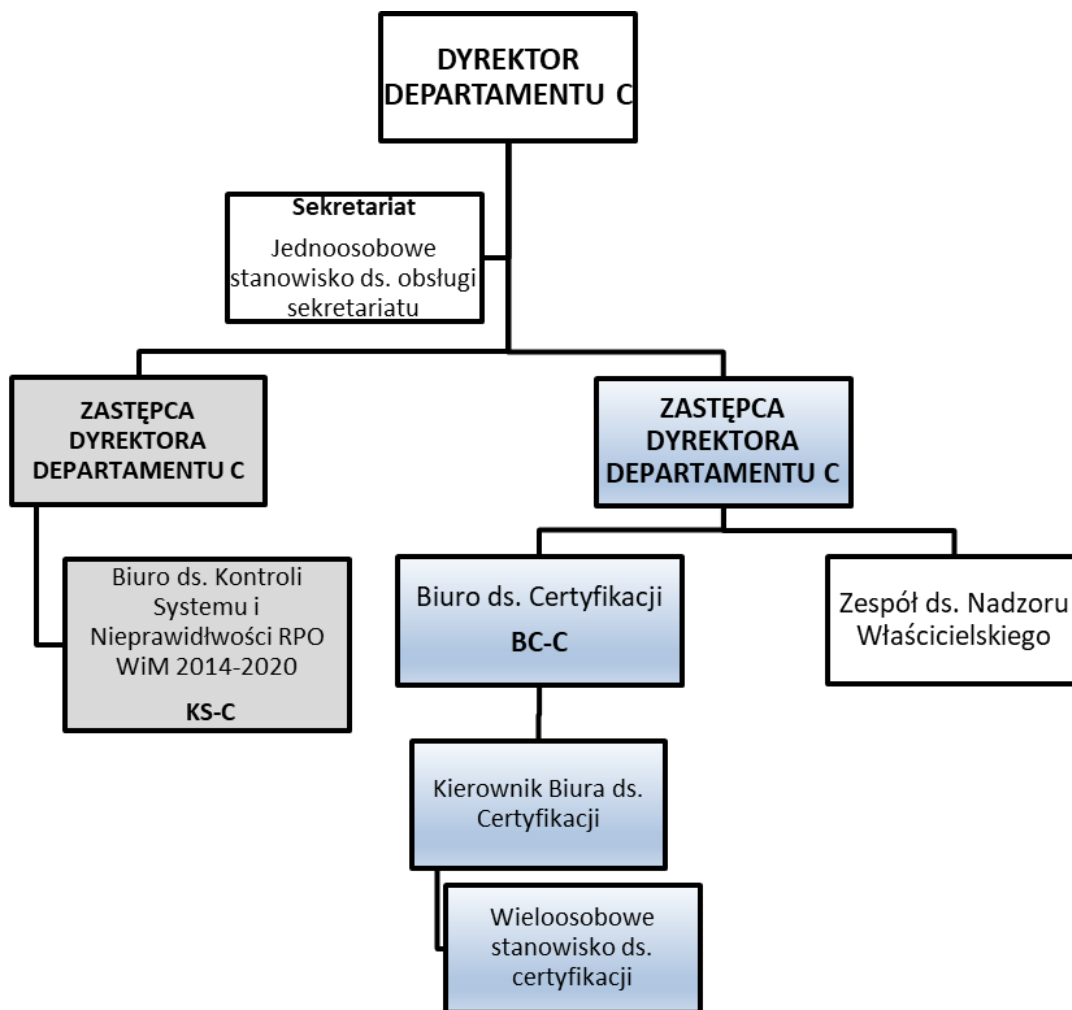 DYREKTOR
DEPARTAMENTU C
Sekretariat
Jednoosobowe
stanowisko ds. obsługi
sekretariatu
ZASTĘPCA
DYREKTORA
DEPARTAMENTU C
ZASTĘPCA
DYREKTORA
DEPARTAMENTU C
Biuro ds. Kontroli
Systemu i
Nieprawidłwości RPO
WiM 2014-2020
KS-C
Biuro ds. Certyfikacji
BC-C
Zespół ds. Nadzoru
Właścicielskiego
Kierownik Biura ds.
Certyfikacji
Wieloosobowe
stanowisko ds.
certyfikacji